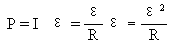 P = I ε = ε/R ε = ε²/R